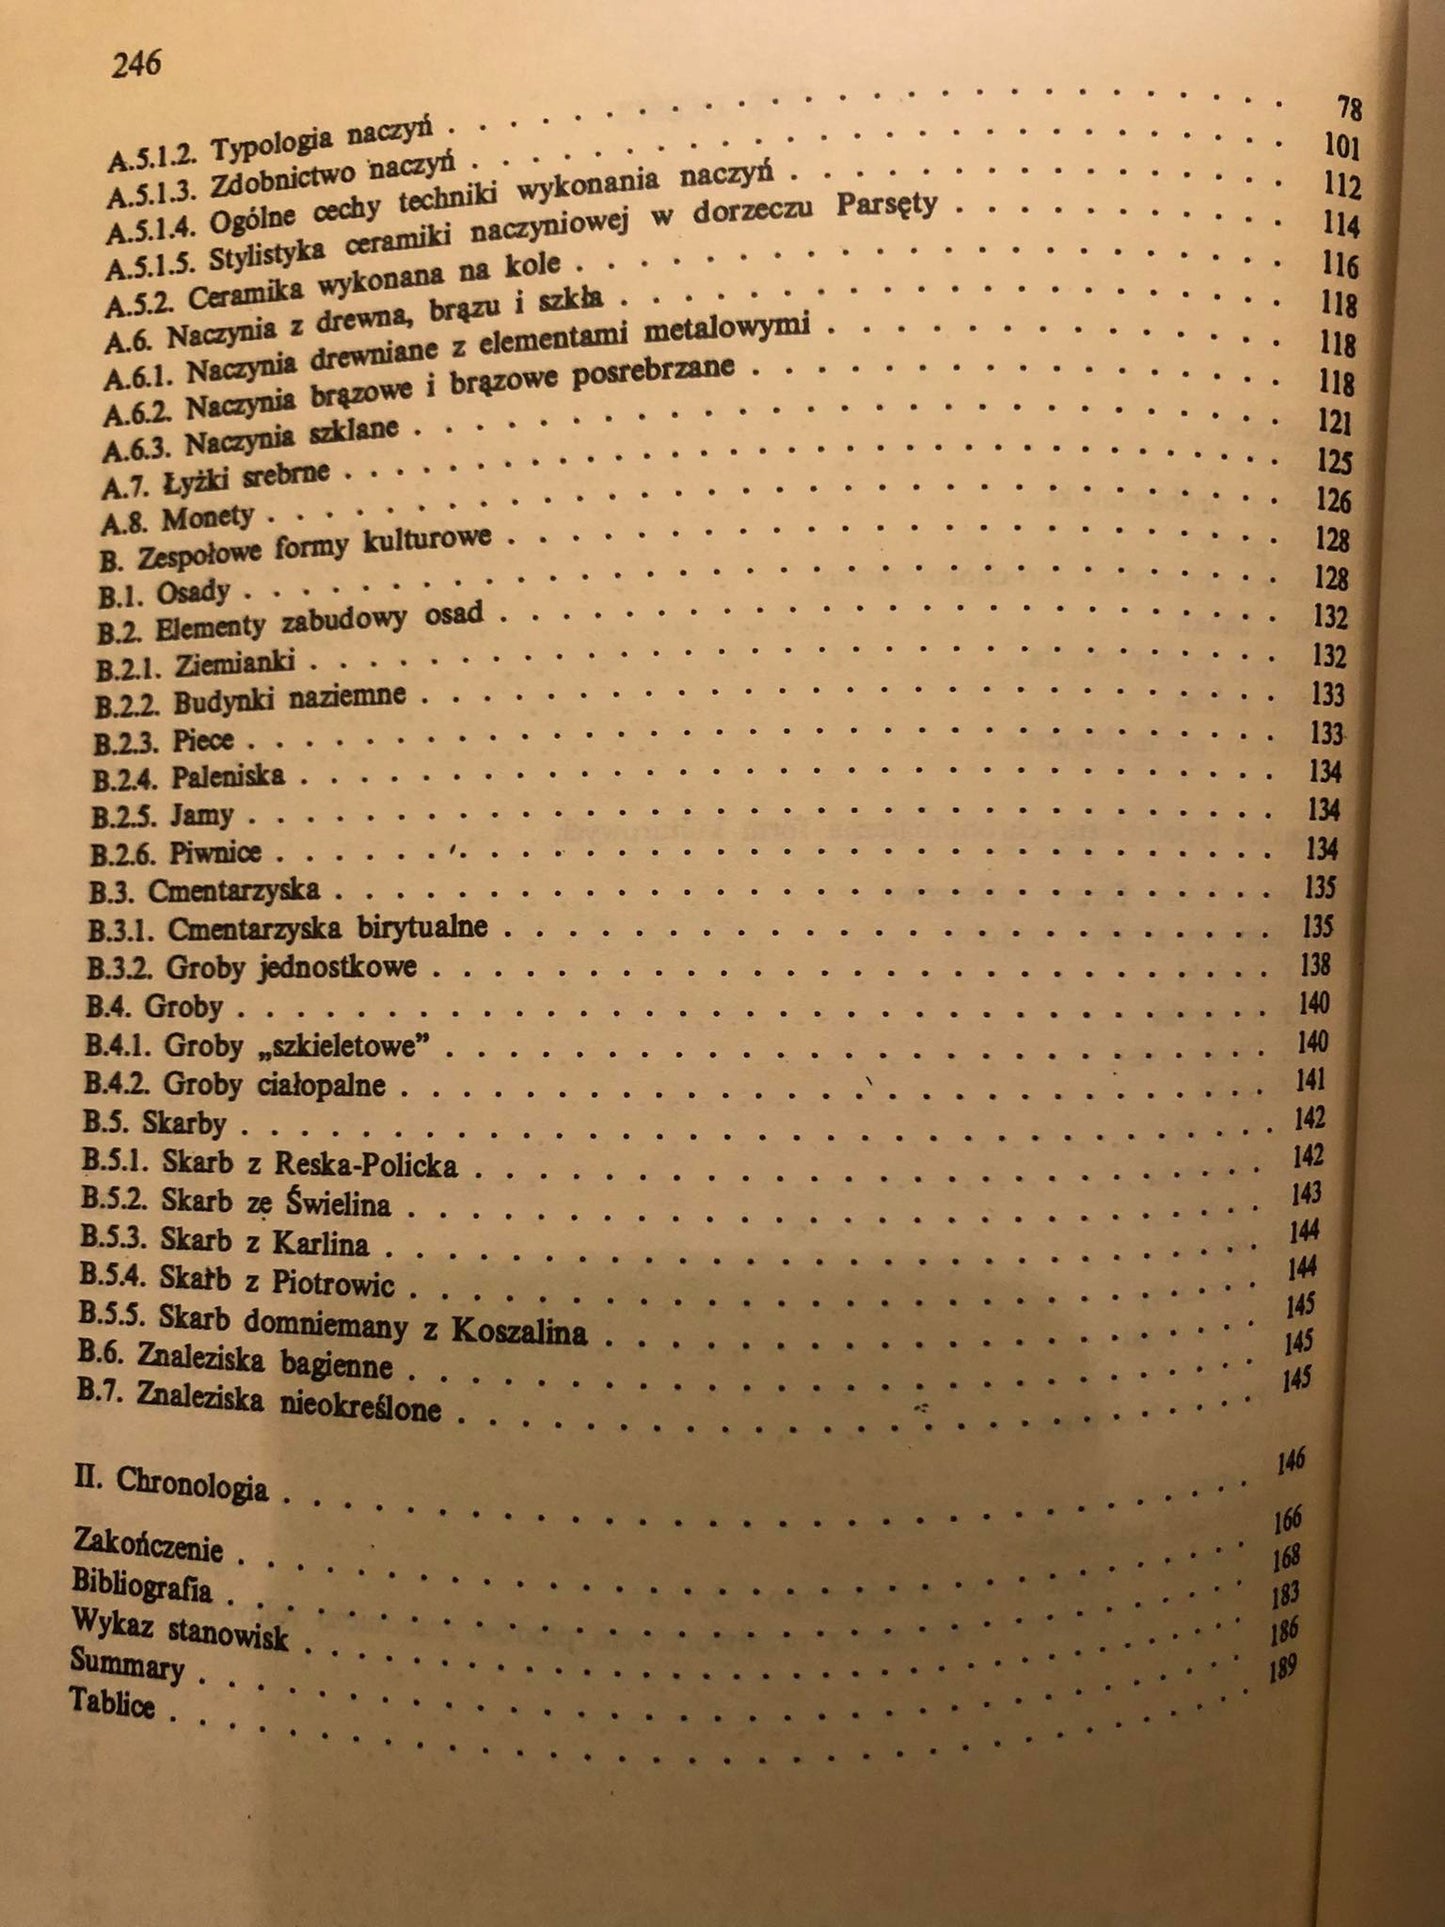 246
A.5.1.2. Typologia naczyń . . . . . . . . . . . . . . . . . . . . . . . . . . 78
A.5.1.3. Zdobnictwo naczyń . . . . . . . . . . . . . . . . . . . . . . . . . . 101
A.5.1.4. Ogólne cechy techniki wykonania naczyń . . . . . . . . . . . . . . . . 112
A.5.1.5. Stylistyka ceramiki naczyniowej w dorzeczu Parsęty . . . . . . . . . . . 114
A.5.2. Ceramika wykonana na kole . . . . . . . . . . . . . . . . . . . . . . . 116
A.6. Naczynia z drewna, brązu i szkła . . . . . . . . . . . . . . . . . . . . . 118
A.6.1. Naczynia drewniane z elementami metalowymi . . . . . . . . . . . . . . . 118
A.6.2. Naczynia brązowe i brązowe posrebrzane . . . . . . . . . . . . . . . . . 118
A.6.3. Naczynia szklane . . . . . . . . . . . . . . . . . . . . . . . . . . . 121
A.7. Łyżki srebrne . . . . . . . . . . . . . . . . . . . . . . . . . . . . . 125
A.8. Monety . . . . . . . . . . . . . . . . . . . . . . . . . . . . . . . . 126
B. Zespołowe formy kulturowe . . . . . . . . . . . . . . . . . . . . . . . . 128
B.1. Osady . . . . . . . . . . . . . . . . . . . . . . . . . . . . . . . . . 128
B.2. Elementy zabudowy osad . . . . . . . . . . . . . . . . . . . . . . . . . 132
B.2.1. Ziemianki . . . . . . . . . . . . . . . . . . . . . . . . . . . . . . 132
B.2.2. Budynki naziemne . . . . . . . . . . . . . . . . . . . . . . . . . . . 133
B.2.3. Piece . . . . . . . . . . . . . . . . . . . . . . . . . . . . . . . . 133
B.2.4. Paleniska . . . . . . . . . . . . . . . . . . . . . . . . . . . . . . 134
B.2.5. Jamy . . . . . . . . . . . . . . . . . . . . . . . . . . . . . . . . 134
B.2.6. Piwnice . . . . . . . . . . . . . . . . . . . . . . . . . . . . . . . 134
B.3. Cmentarzyska . . . . . . . . . . . . . . . . . . . . . . . . . . . . . . 135
B.3.1. Cmentarzyska birytualne . . . . . . . . . . . . . . . . . . . . . . . . 135
B.3.2. Groby jednostkowe . . . . . . . . . . . . . . . . . . . . . . . . . . 138
B.4. Groby . . . . . . . . . . . . . . . . . . . . . . . . . . . . . . . . . 140
B.4.1. Groby „szkieletowe” . . . . . . . . . . . . . . . . . . . . . . . . . 140
B.4.2. Groby ciałopalne . . . . . . . . . . . . . . . . . . . . . . . . . . . 141
B.5. Skarby . . . . . . . . . . . . . . . . . . . . . . . . . . . . . . . . 142
B.5.1. Skarb z Reska-Policka . . . . . . . . . . . . . . . . . . . . . . . . 142
B.5.2. Skarb ze Świelina . . . . . . . . . . . . . . . . . . . . . . . . . . 143
B.5.3. Skarb z Karlina . . . . . . . . . . . . . . . . . . . . . . . . . . . 144
B.5.4. Skarb z Piotrowic . . . . . . . . . . . . . . . . . . . . . . . . . . 144
B.5.5. Skarb domniemany z Koszalina . . . . . . . . . . . . . . . . . . . . . 145
B.6. Znaleziska bagienne . . . . . . . . . . . . . . . . . . . . . . . . . . 145
B.7. Znaleziska nieokreślone . . . . . . . . . . . . . . . . . . . . . . . . 145
II. Chronologia . . . . . . . . . . . . . . . . . . . . . . . . . . . . . . 146
Zakończenie . . . . . . . . . . . . . . . . . . . . . . . . . . . . . . . . 166
Bibliografia . . . . . . . . . . . . . . . . . . . . . . . . . . . . . . . 168
Wykaz stanowisk . . . . . . . . . . . . . . . . . . . . . . . . . . . . . . 183
Summary . . . . . . . . . . . . . . . . . . . . . . . . . . . . . . . . . . 186
Tablice . . . . . . . . . . . . . . . . . . . . . . . . . . . . . . . . . . 189